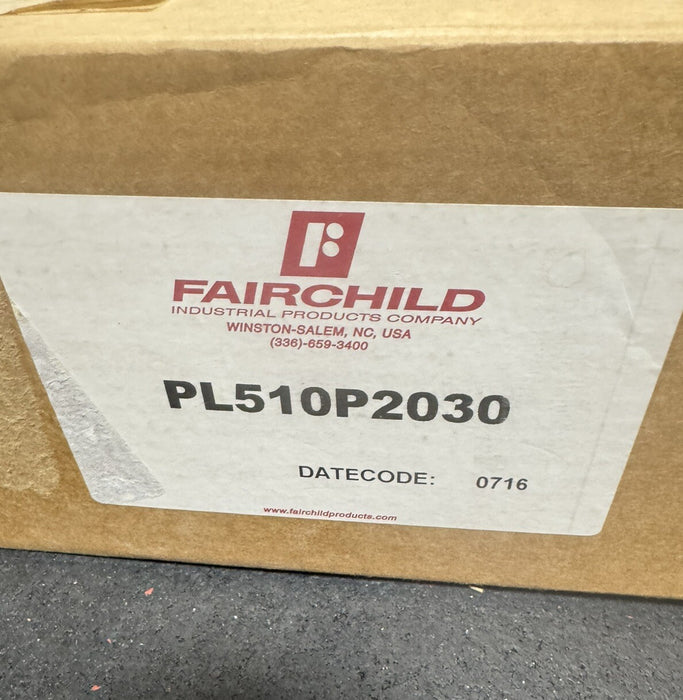 FAIRCHILD
INDUSTRIAL PRODUCTS COMPANY
WINSTON-SALEM, NC, USA
(336)-659-3400
PL510P2030
DATECODE: 0716
www.fairchildproducts.com